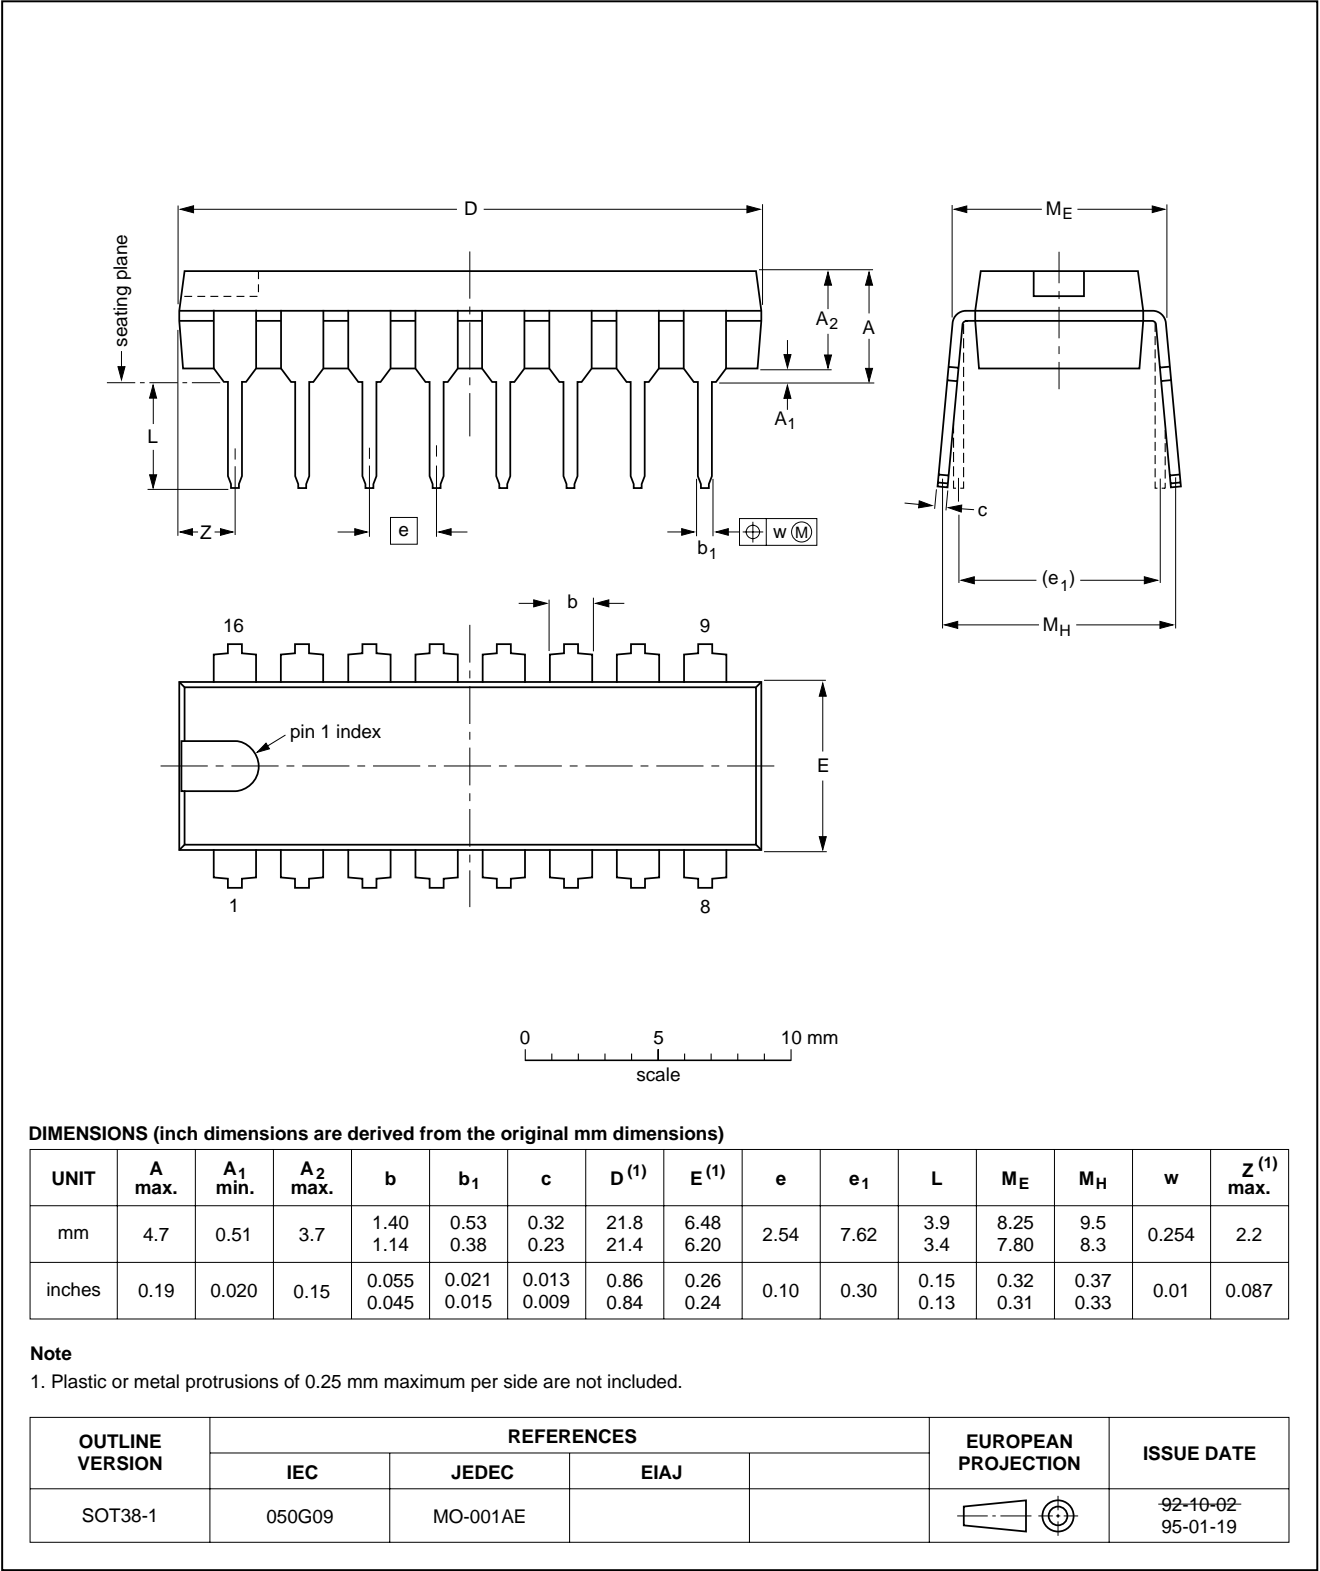 D
M_E
seating plane
A_2
A
A_1
L
Z
e
b_1
w M
c
(e_1)
M_H
b
16
9
pin 1 index
E
1
8
0 5 10 mm
scale
DIMENSIONS (inch dimensions are derived from the original mm dimensions)
UNIT A max. A_1 min. A_2 max. b b_1 c D(1) E(1) e e_1 L M_E M_H w Z(1) max.
mm 4.7 0.51 3.7 1.40 1.14 0.53 0.38 0.32 0.23 21.8 21.4 6.48 6.20 2.54 7.62 3.9 3.4 8.25 7.80 9.5 8.3 0.254 2.2
inches 0.19 0.020 0.15 0.055 0.045 0.021 0.015 0.013 0.009 0.86 0.84 0.26 0.24 0.10 0.30 0.15 0.13 0.32 0.31 0.37 0.33 0.01 0.087
Note
1. Plastic or metal protrusions of 0.25 mm maximum per side are not included.
OUTLINE VERSION REFERENCES EUROPEAN PROJECTION ISSUE DATE
IEC JEDEC EIAJ
SOT38-1 050G09 MO-001AE 92-10-02 95-01-19